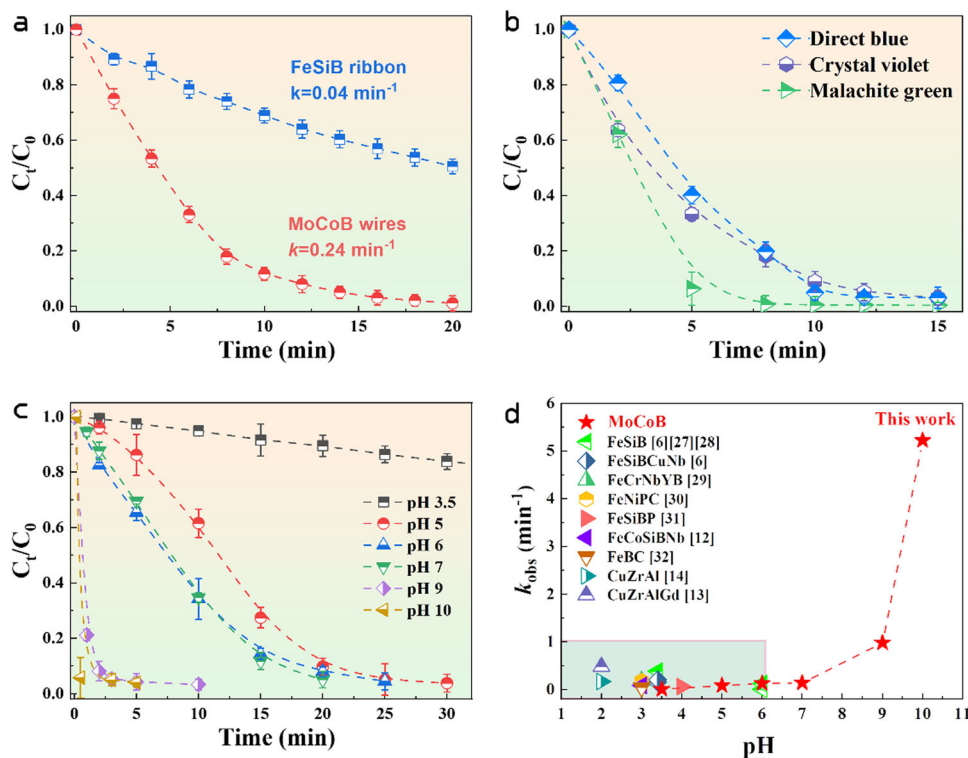 a
1.0
0.8
0.6
0.4
0.2
0.0
Cₜ/C₀
FeSiB ribbon
k=0.04 min⁻¹
MoCoB wires
k=0.24 min⁻¹
0 5 10 15 20
Time (min)
b
1.0
0.8
0.6
0.4
0.2
0.0
Cₜ/C₀
Direct blue
Crystal violet
Malachite green
0 5 10 15
Time (min)
c
1.0
0.8
0.6
0.4
0.2
0.0
Cₜ/C₀
pH 3.5
pH 5
pH 6
pH 7
pH 9
pH 10
0 5 10 15 20 25 30
Time (min)
d
6
5
4
3
2
1
0
k_obs (min⁻¹)
MoCoB
FeSiB [6][27][28]
FeSiBCuNb [6]
FeCrNbYB [29]
FeNiPC [30]
FeSiBP [31]
FeCoSiBNb [12]
FeBC [32]
CuZrAl [14]
CuZrAlGd [13]
This work
1 2 3 4 5 6 7 8 9 10 11
pH